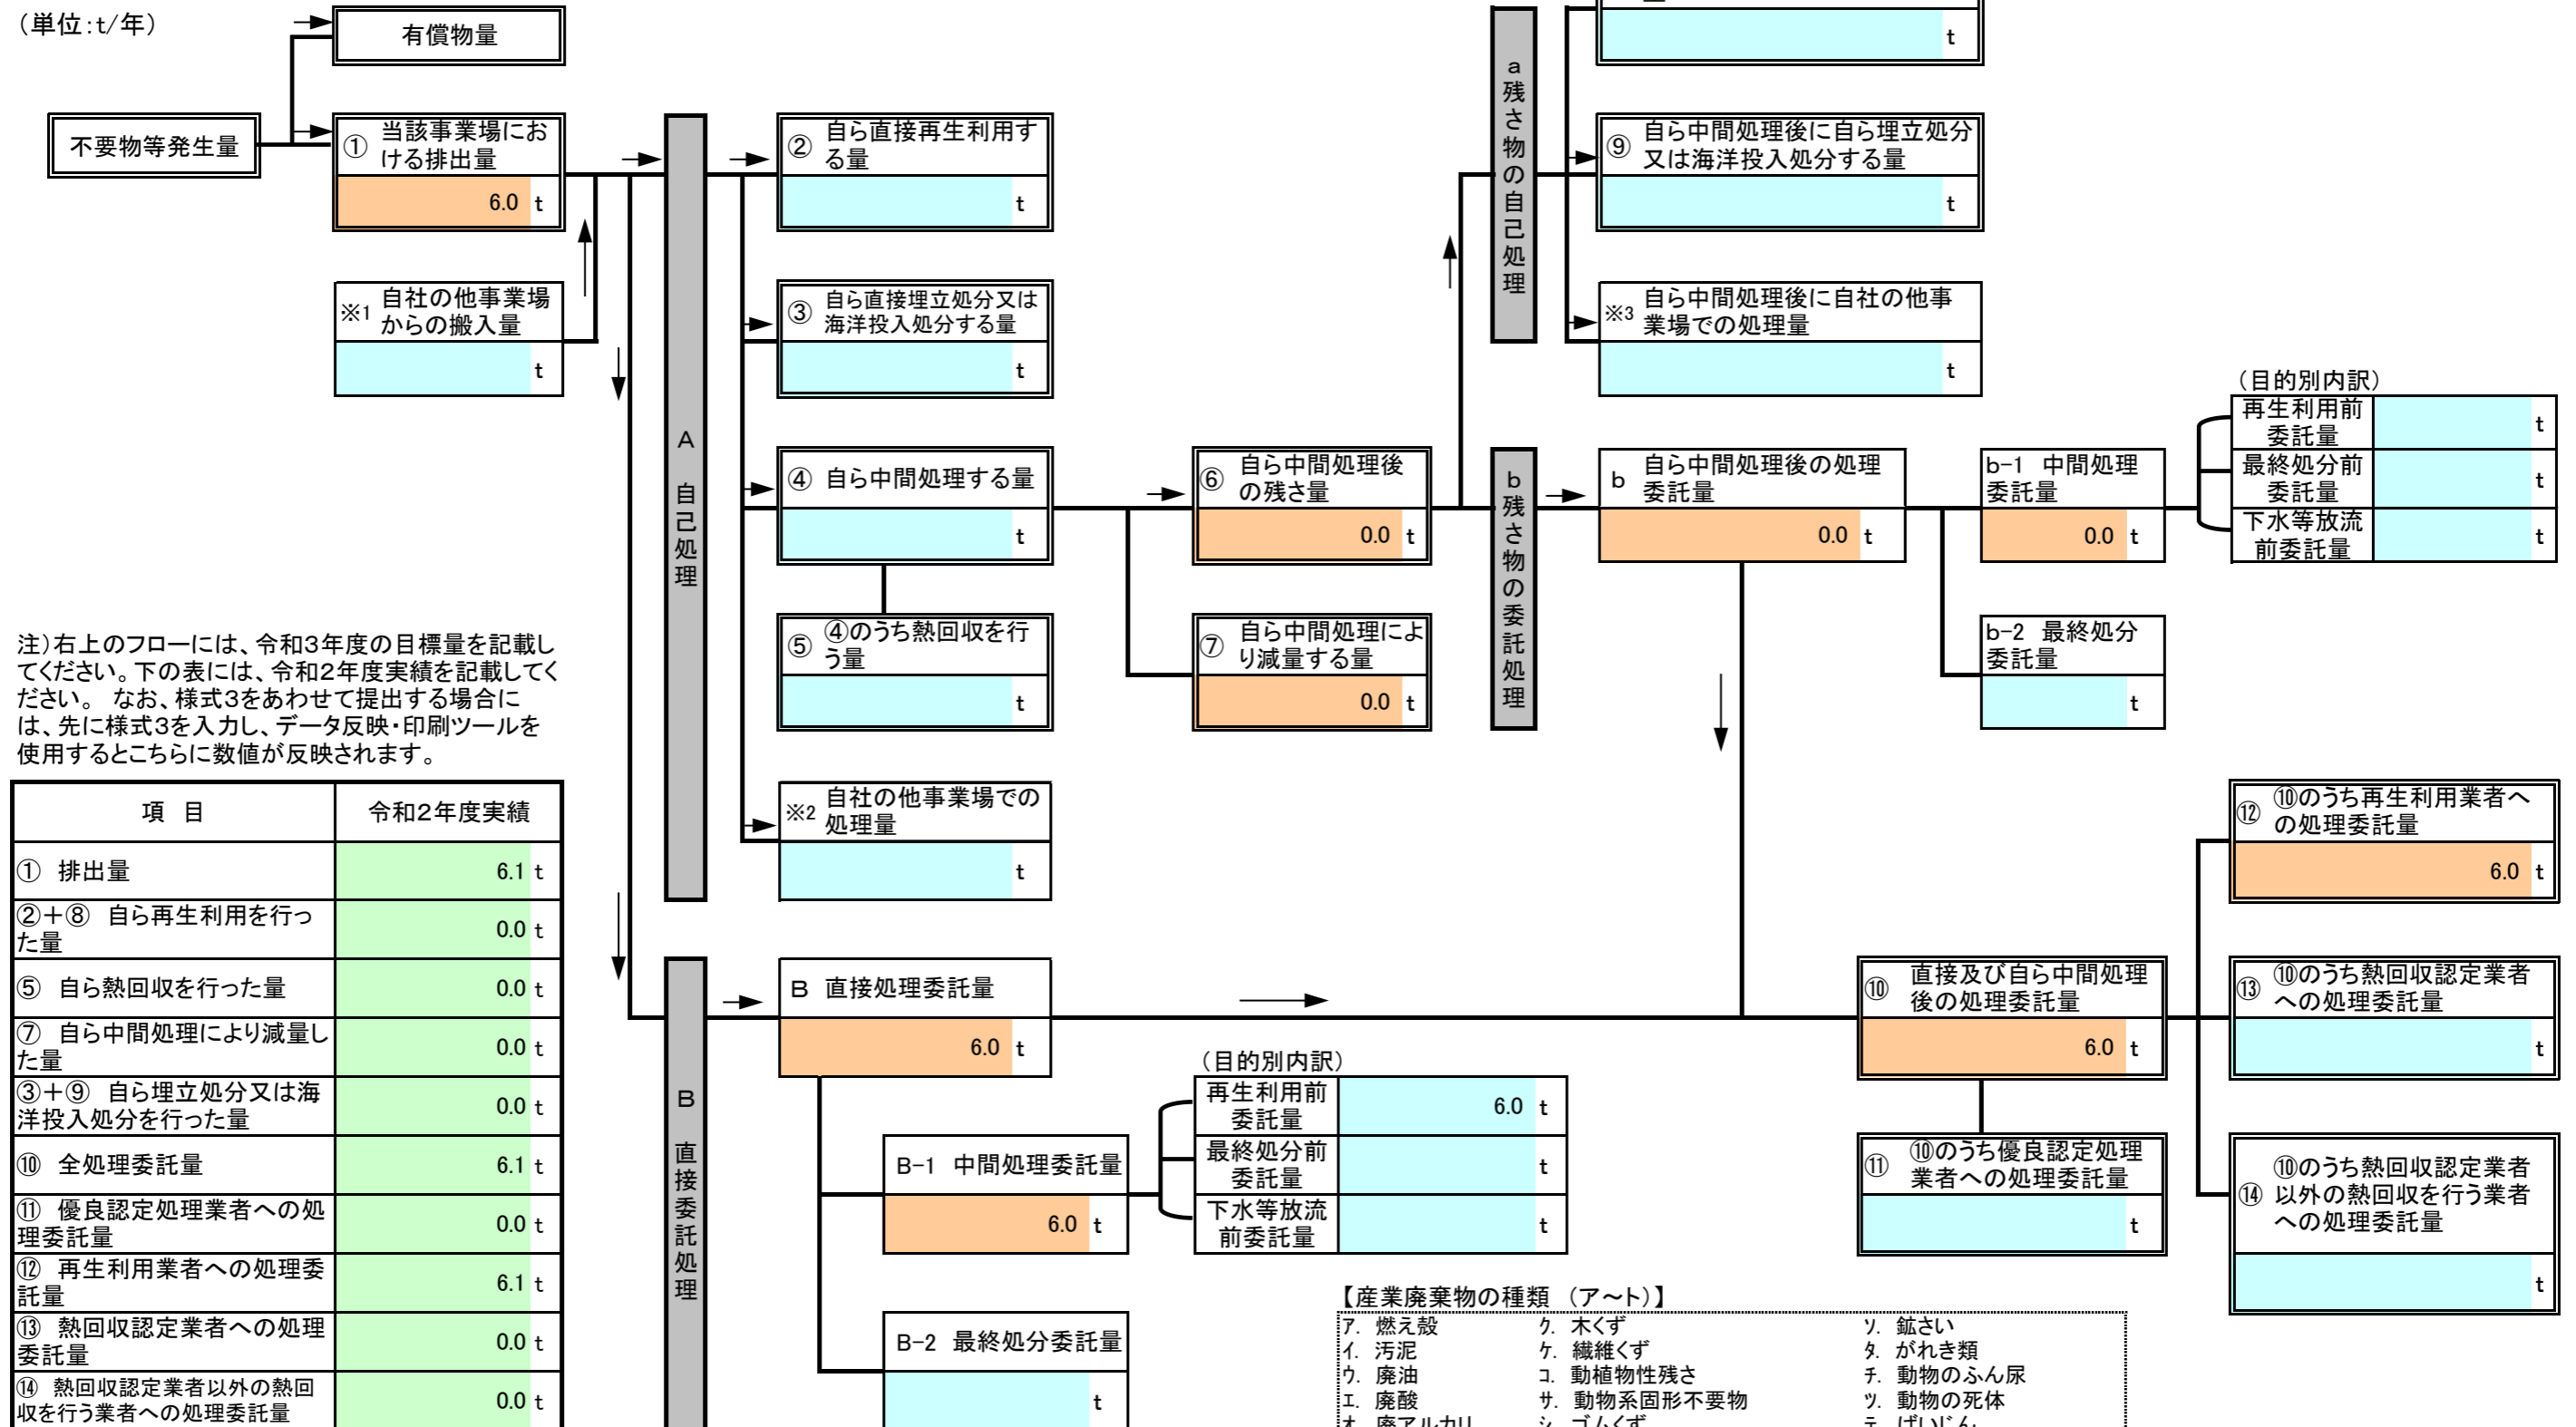 （単位：t/年）
有償物量
不要物等発生量
① 当該事業場にお
ける排出量
6.0 t
※1 自社の他事業場
からの搬入量
t
A 自己処理
② 自ら直接再生利用す
る量
t
③ 自ら直接埋立処分又は
海洋投入処分する量
t
④ 自ら中間処理する量
t
⑤ ④のうち熱回収を行
う量
t
※2 自社の他事業場での
処理量
t
⑥ 自ら中間処理後
の残さ量
0.0 t
⑦ 自ら中間処理によ
り減量する量
0.0 t
a 残さ物の自己処理
t
⑨ 自ら中間処理後に自ら埋立処分
又は海洋投入処分する量
t
※3 自ら中間処理後に自社の他事
業場での処理量
t
b 残さ物の委託処理
b 自ら中間処理後の処理
委託量
0.0 t
b-1 中間処理
委託量
0.0 t
b-2 最終処分
委託量
t
（目的別内訳）
再生利用前
委託量
t
最終処分前
委託量
t
下水等放流
前委託量
t
注）右上のフローには、令和３年度の目標量を記載し
てください。下の表には、令和２年度実績を記載してく
ださい。 なお、様式３をあわせて提出する場合に
は、先に様式３を入力し、データ反映・印刷ツールを
使用するとこちらに数値が反映されます。
項 目 令和２年度実績
① 排出量 6.1 t
②＋⑧ 自ら再生利用を行っ
た量 0.0 t
⑤ 自ら熱回収を行った量 0.0 t
⑦ 自ら中間処理により減量し
た量 0.0 t
③＋⑨ 自ら埋立処分又は海
洋投入処分を行った量 0.0 t
⑩ 全処理委託量 6.1 t
⑪ 優良認定処理業者への処
理委託量 0.0 t
⑫ 再生利用業者への処理委
託量 6.1 t
⑬ 熱回収認定業者への処理
委託量 0.0 t
⑭ 熱回収認定業者以外の熱回
収を行う業者への処理委託量 0.0 t
B 直接委託処理
B 直接処理委託量
6.0 t
B-1 中間処理委託量
6.0 t
B-2 最終処分委託量
t
（目的別内訳）
再生利用前
委託量
6.0 t
最終処分前
委託量
t
下水等放流
前委託量
t
⑩ 直接及び自ら中間処理
後の処理委託量
6.0 t
⑪ ⑩のうち優良認定処理
業者への処理委託量
t
⑫ ⑩のうち再生利用業者へ
の処理委託量
6.0 t
⑬ ⑩のうち熱回収認定業者
への処理委託量
t
⑭ ⑩のうち熱回収認定業者
以外の熱回収を行う業者
への処理委託量
t
【産業廃棄物の種類 （ア～ト）】
ｱ. 燃え殻 ｸ. 木くず ｿ. 鉱さい
ｲ. 汚泥 ｹ. 繊維くず ﾀ. がれき類
ｳ. 廃油 ｺ. 動植物性残さ ﾁ. 動物のふん尿
ｴ. 廃酸 ｻ. 動物系固形不要物 ﾂ. 動物の死体
ｵ. 廃アルカリ ｼ. ゴムくず ﾃ. ばいじん